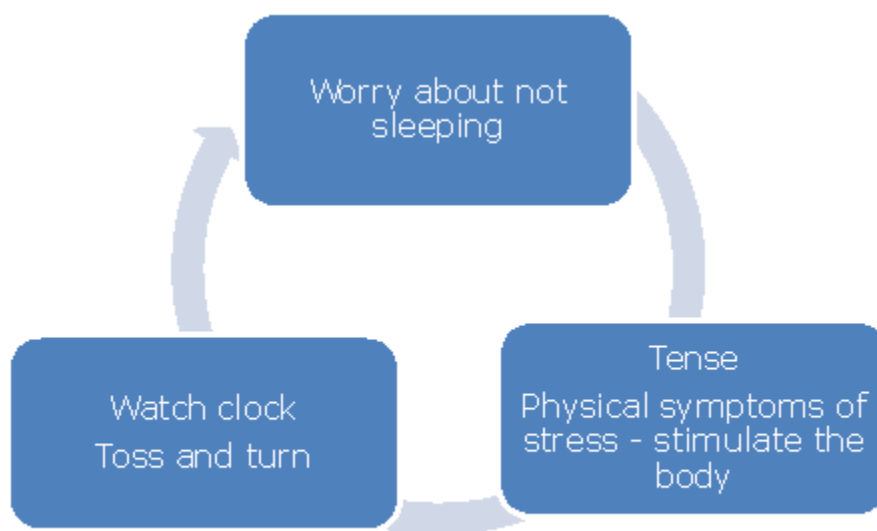 Worry about not
sleeping
Tense
Physical symptoms of
stress - stimulate the
body
Watch clock
Toss and turn